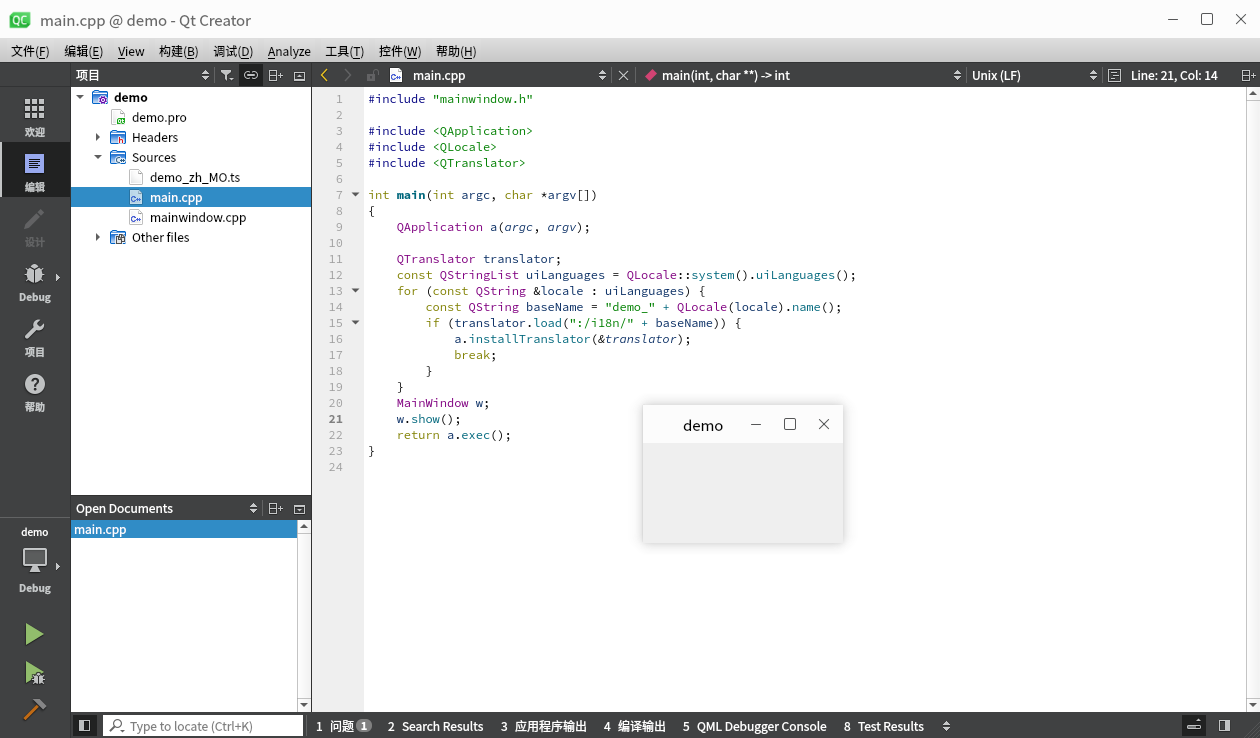 main.cpp @ demo - Qt Creator
文件(F) 编辑(E) View 构建(B) 调试(D) Analyze 工具(T) 控件(W) 帮助(H)
项目
main.cpp
main(int, char **) -> int
Unix (LF)
Line: 21, Col: 14
欢迎
编辑
设计
Debug
项目
帮助
demo
Debug
demo
demo.pro
Headers
Sources
demo_zh_MO.ts
main.cpp
mainwindow.cpp
Other files
Open Documents
main.cpp
1 #include "mainwindow.h"
2
3 #include <QApplication>
4 #include <QLocale>
5 #include <QTranslator>
6
7 int main(int argc, char *argv[])
8 {
9     QApplication a(argc, argv);
10
11     QTranslator translator;
12     const QStringList uiLanguages = QLocale::system().uiLanguages();
13     for (const QString &locale : uiLanguages) {
14         const QString baseName = "demo_" + QLocale(locale).name();
15         if (translator.load(":/i18n/" + baseName)) {
16             a.installTranslator(&translator);
17             break;
18         }
19     }
20     MainWindow w;
21     w.show();
22     return a.exec();
23 }
24
demo
Type to locate (Ctrl+K)
1 问题 1 2 Search Results 3 应用程序输出 4 编译输出 5 QML Debugger Console 8 Test Results